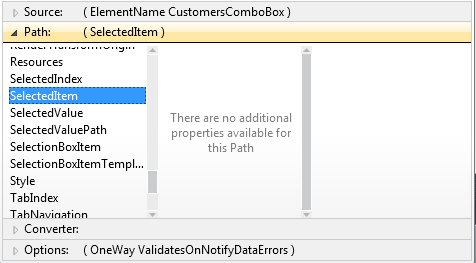 Source: ( ElementName CustomersComboBox )
Path: ( SelectedItem )
RenderTransformOrigin
Resources
SelectedIndex
SelectedItem
SelectedValue
SelectedValuePath
SelectionBoxItem
SelectionBoxItemTempl...
Style
TabIndex
TabNavigation
There are no additional
properties available for
this Path
Converter:
Options: ( OneWay ValidatesOnNotifyDataErrors )